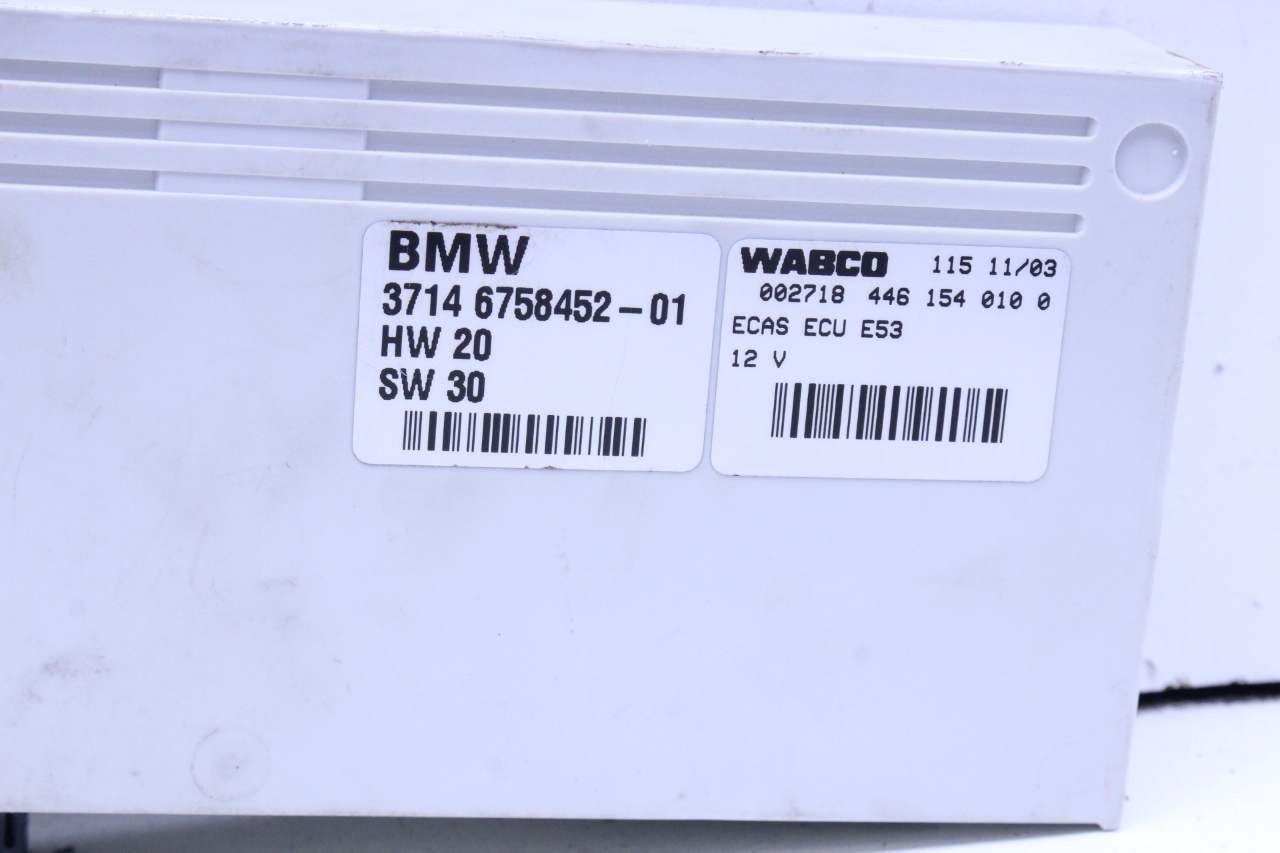 BMW
3714 6758452-01
HW 20
SW 30
WABCO 115 11/03
002718 446 154 010 0
ECAS ECU E53
12 V